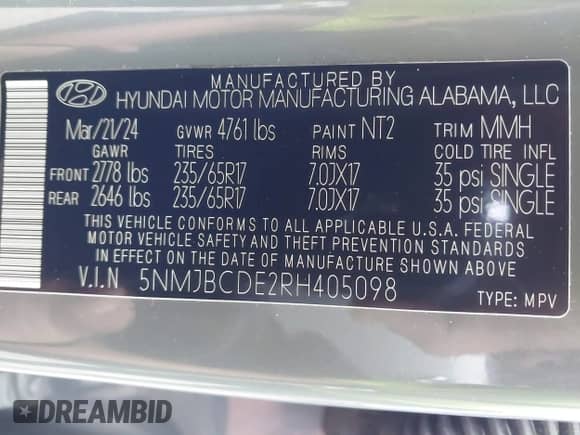 MANUFACTURED BY
HYUNDAI MOTOR MANUFACTURING ALABAMA, LLC
Mar/21/24 GVWR 4761 lbs PAINT NT2 TRIM MMH
GAWR TIRES RIMS COLD TIRE INFL
FRONT 2778 lbs 235/65R17 7.0JX17 35 psi SINGLE
REAR 2646 lbs 235/65R17 7.0JX17 35 psi SINGLE
THIS VEHICLE CONFORMS TO ALL APPLICABLE U.S.A. FEDERAL
MOTOR VEHICLE SAFETY AND THEFT PREVENTION STANDARDS
IN EFFECT ON THE DATE OF MANUFACTURE SHOWN ABOVE.
V.I.N 5NMJBCDE2RH405098 TYPE: MPV
DREAMBID